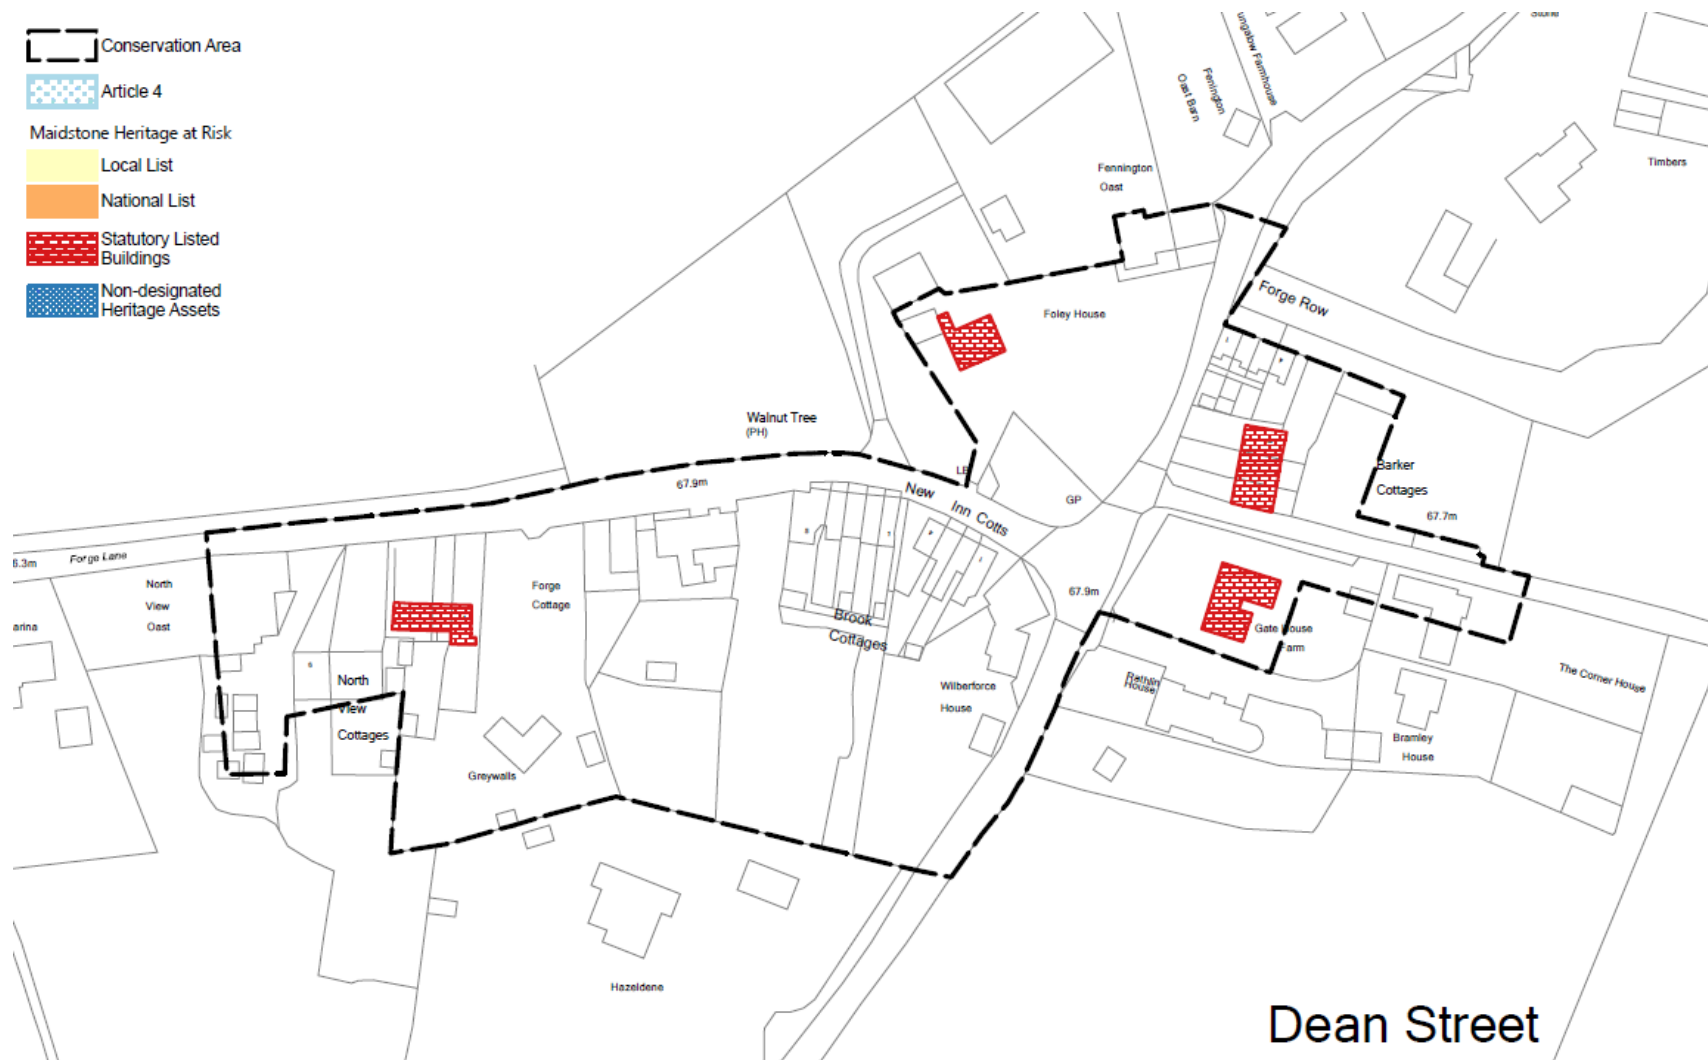 Conservation Area
Article 4
Maidstone Heritage at Risk
Local List
National List
Statutory Listed
Buildings
Non-designated
Heritage Assets
Fennington
Oast Barn
Fennington
Oast
Timbers
Forge Row
Foley House
Walnut Tree
(PH)
67.9m
New Inn Cotts
GP
Barker
Cottages
67.7m
Forge Lane
North
View
Oast
Forge
Cottage
67.9m
Brook
Cottages
Gate House
Farm
North
View
Cottages
Wilberforce
House
Rathlin
House
The Corner House
Bramley
House
Greywalls
Hazeldene
Dean Street